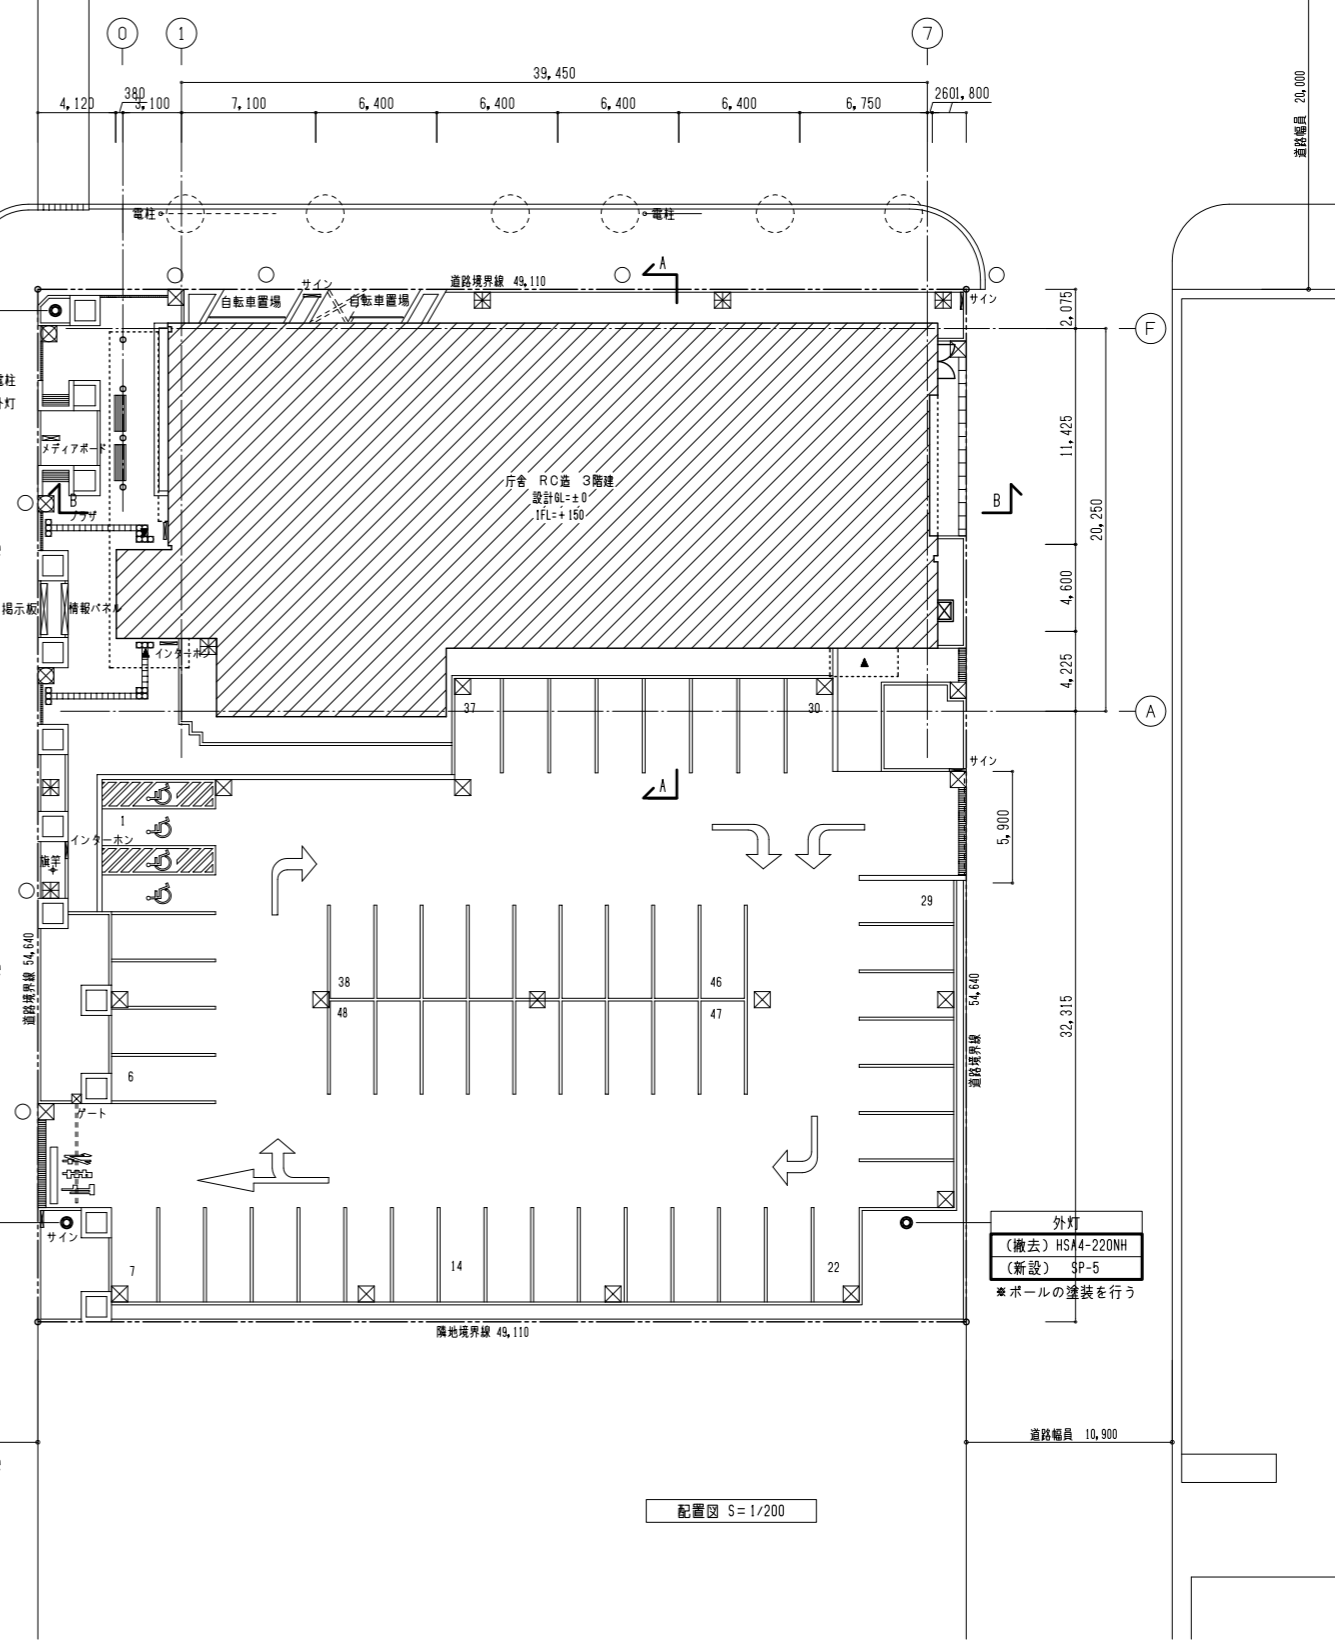 0
1
7
39,450
4,120
380
3,100
7,100
6,400
6,400
6,400
6,400
6,750
260
1,800
道路幅員 20,000
電柱
電柱
サイン
A
道路境界線 49,110
自転車置場
自転車置場
サイン
2,075
F
電柱
外灯
メディアボード
11,425
庁舎 RC造 3階建
設計GL=±0
1FL=+150
B
プラザ
B
20,250
掲示板
情報パネル
4,600
インターホン
4,225
37
30
A
サイン
A
1
インターホン
5,900
旗竿
29
道路境界線 54,640
38
46
48
47
道路境界線 54,640
32,315
6
ゲート
サイン
外灯
(撤去) HSA4-220NH
(新設) SP-5
※ポールの塗装を行う
7
14
22
隣地境界線 49,110
道路幅員 10,900
配置図 S=1/200